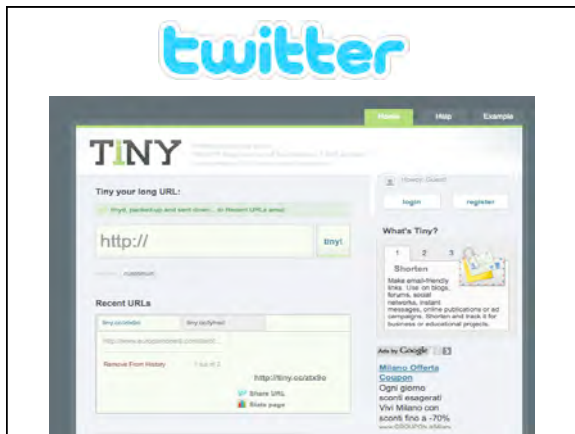 twitter
Home Help Example
TiNY
Howdy Guest
login register
Tiny your long URL:
http://
tiny!
What's Tiny?
1 2 3
Shorten
Make email-friendly
links. Use on blogs,
forums, social
networks, instant
messages, online publications or ad
campaigns. Shorten and track it for
business or educational projects.
Recent URLs
Remove From History
http://tiny.cc/atx9o
Share URL
Stats page
Ads by Google
Milano Offerta
Coupon
Ogni giorno
sconti esagerati
Vivi Milano con
sconti fino a -70%